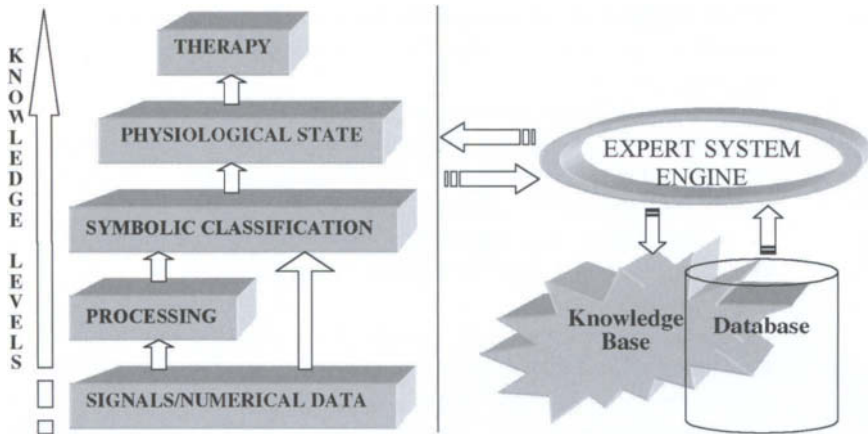 KNOWLEDGE LEVELS
THERAPY
PHYSIOLOGICAL STATE
SYMBOLIC CLASSIFICATION
PROCESSING
SIGNALS/NUMERICAL DATA
EXPERT SYSTEM
ENGINE
Knowledge
Base
Database